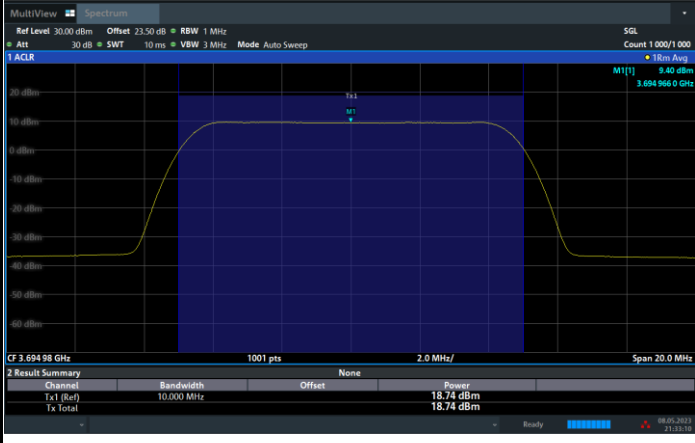 MultiView Spectrum
Ref Level 30.00 dBm Offset 23.50 dB RBW 1 MHz SGL
Att 30 dB SWT 10 ms VBW 3 MHz Mode Auto Sweep Count 1 000/1 000
1 ACLR 1Rm Avg
M1[1] 9.40 dBm
3.694 966 0 GHz
20 dBm
Tx1
M1
10 dBm
0 dBm
-10 dBm
-20 dBm
-30 dBm
-40 dBm
-50 dBm
-60 dBm
CF 3.694 98 GHz 1001 pts 2.0 MHz/ Span 20.0 MHz
2 Result Summary None
Channel Bandwidth Offset Power
Tx1 (Ref) 10.000 MHz 18.74 dBm
Tx Total 18.74 dBm
Ready 08.05.2023
21:33:10